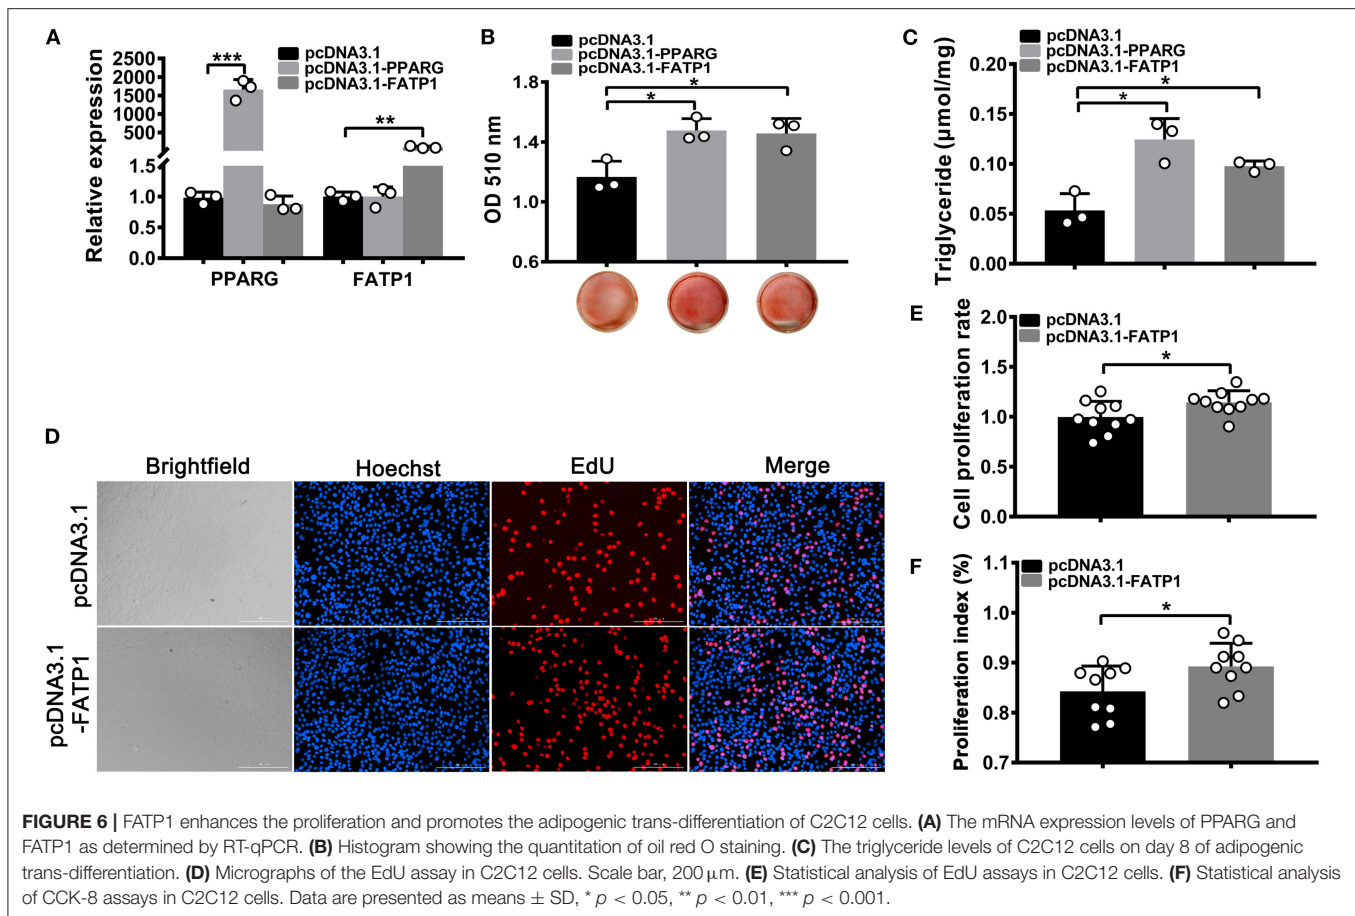 A
pcDNA3.1
pcDNA3.1-PPARG
pcDNA3.1-FATP1
Relative expression
2500
2000
1500
1000
500
1.5
1.0
0.5
0.0
***
**
PPARG
FATP1
B
pcDNA3.1
pcDNA3.1-PPARG
pcDNA3.1-FATP1
OD 510 nm
1.8
1.4
1.0
0.6
*
*
C
pcDNA3.1
pcDNA3.1-PPARG
pcDNA3.1-FATP1
Triglyceride (μmol/mg)
0.20
0.15
0.10
0.05
0.00
*
*
D
Brightfield
Hoechst
EdU
Merge
pcDNA3.1
pcDNA3.1
-FATP1
E
pcDNA3.1
pcDNA3.1-FATP1
Cell proliferation rate
2.0
1.5
1.0
0.5
0.0
*
F
pcDNA3.1
pcDNA3.1-FATP1
Proliferation index (%)
1.1
1.0
0.9
0.8
0.7
*
FIGURE 6 | FATP1 enhances the proliferation and promotes the adipogenic trans-differentiation of C2C12 cells. (A) The mRNA expression levels of PPARG and
FATP1 as determined by RT-qPCR. (B) Histogram showing the quantitation of oil red O staining. (C) The triglyceride levels of C2C12 cells on day 8 of adipogenic
trans-differentiation. (D) Micrographs of the EdU assay in C2C12 cells. Scale bar, 200 μm. (E) Statistical analysis of EdU assays in C2C12 cells. (F) Statistical analysis
of CCK-8 assays in C2C12 cells. Data are presented as means ± SD, * p < 0.05, ** p < 0.01, *** p < 0.001.